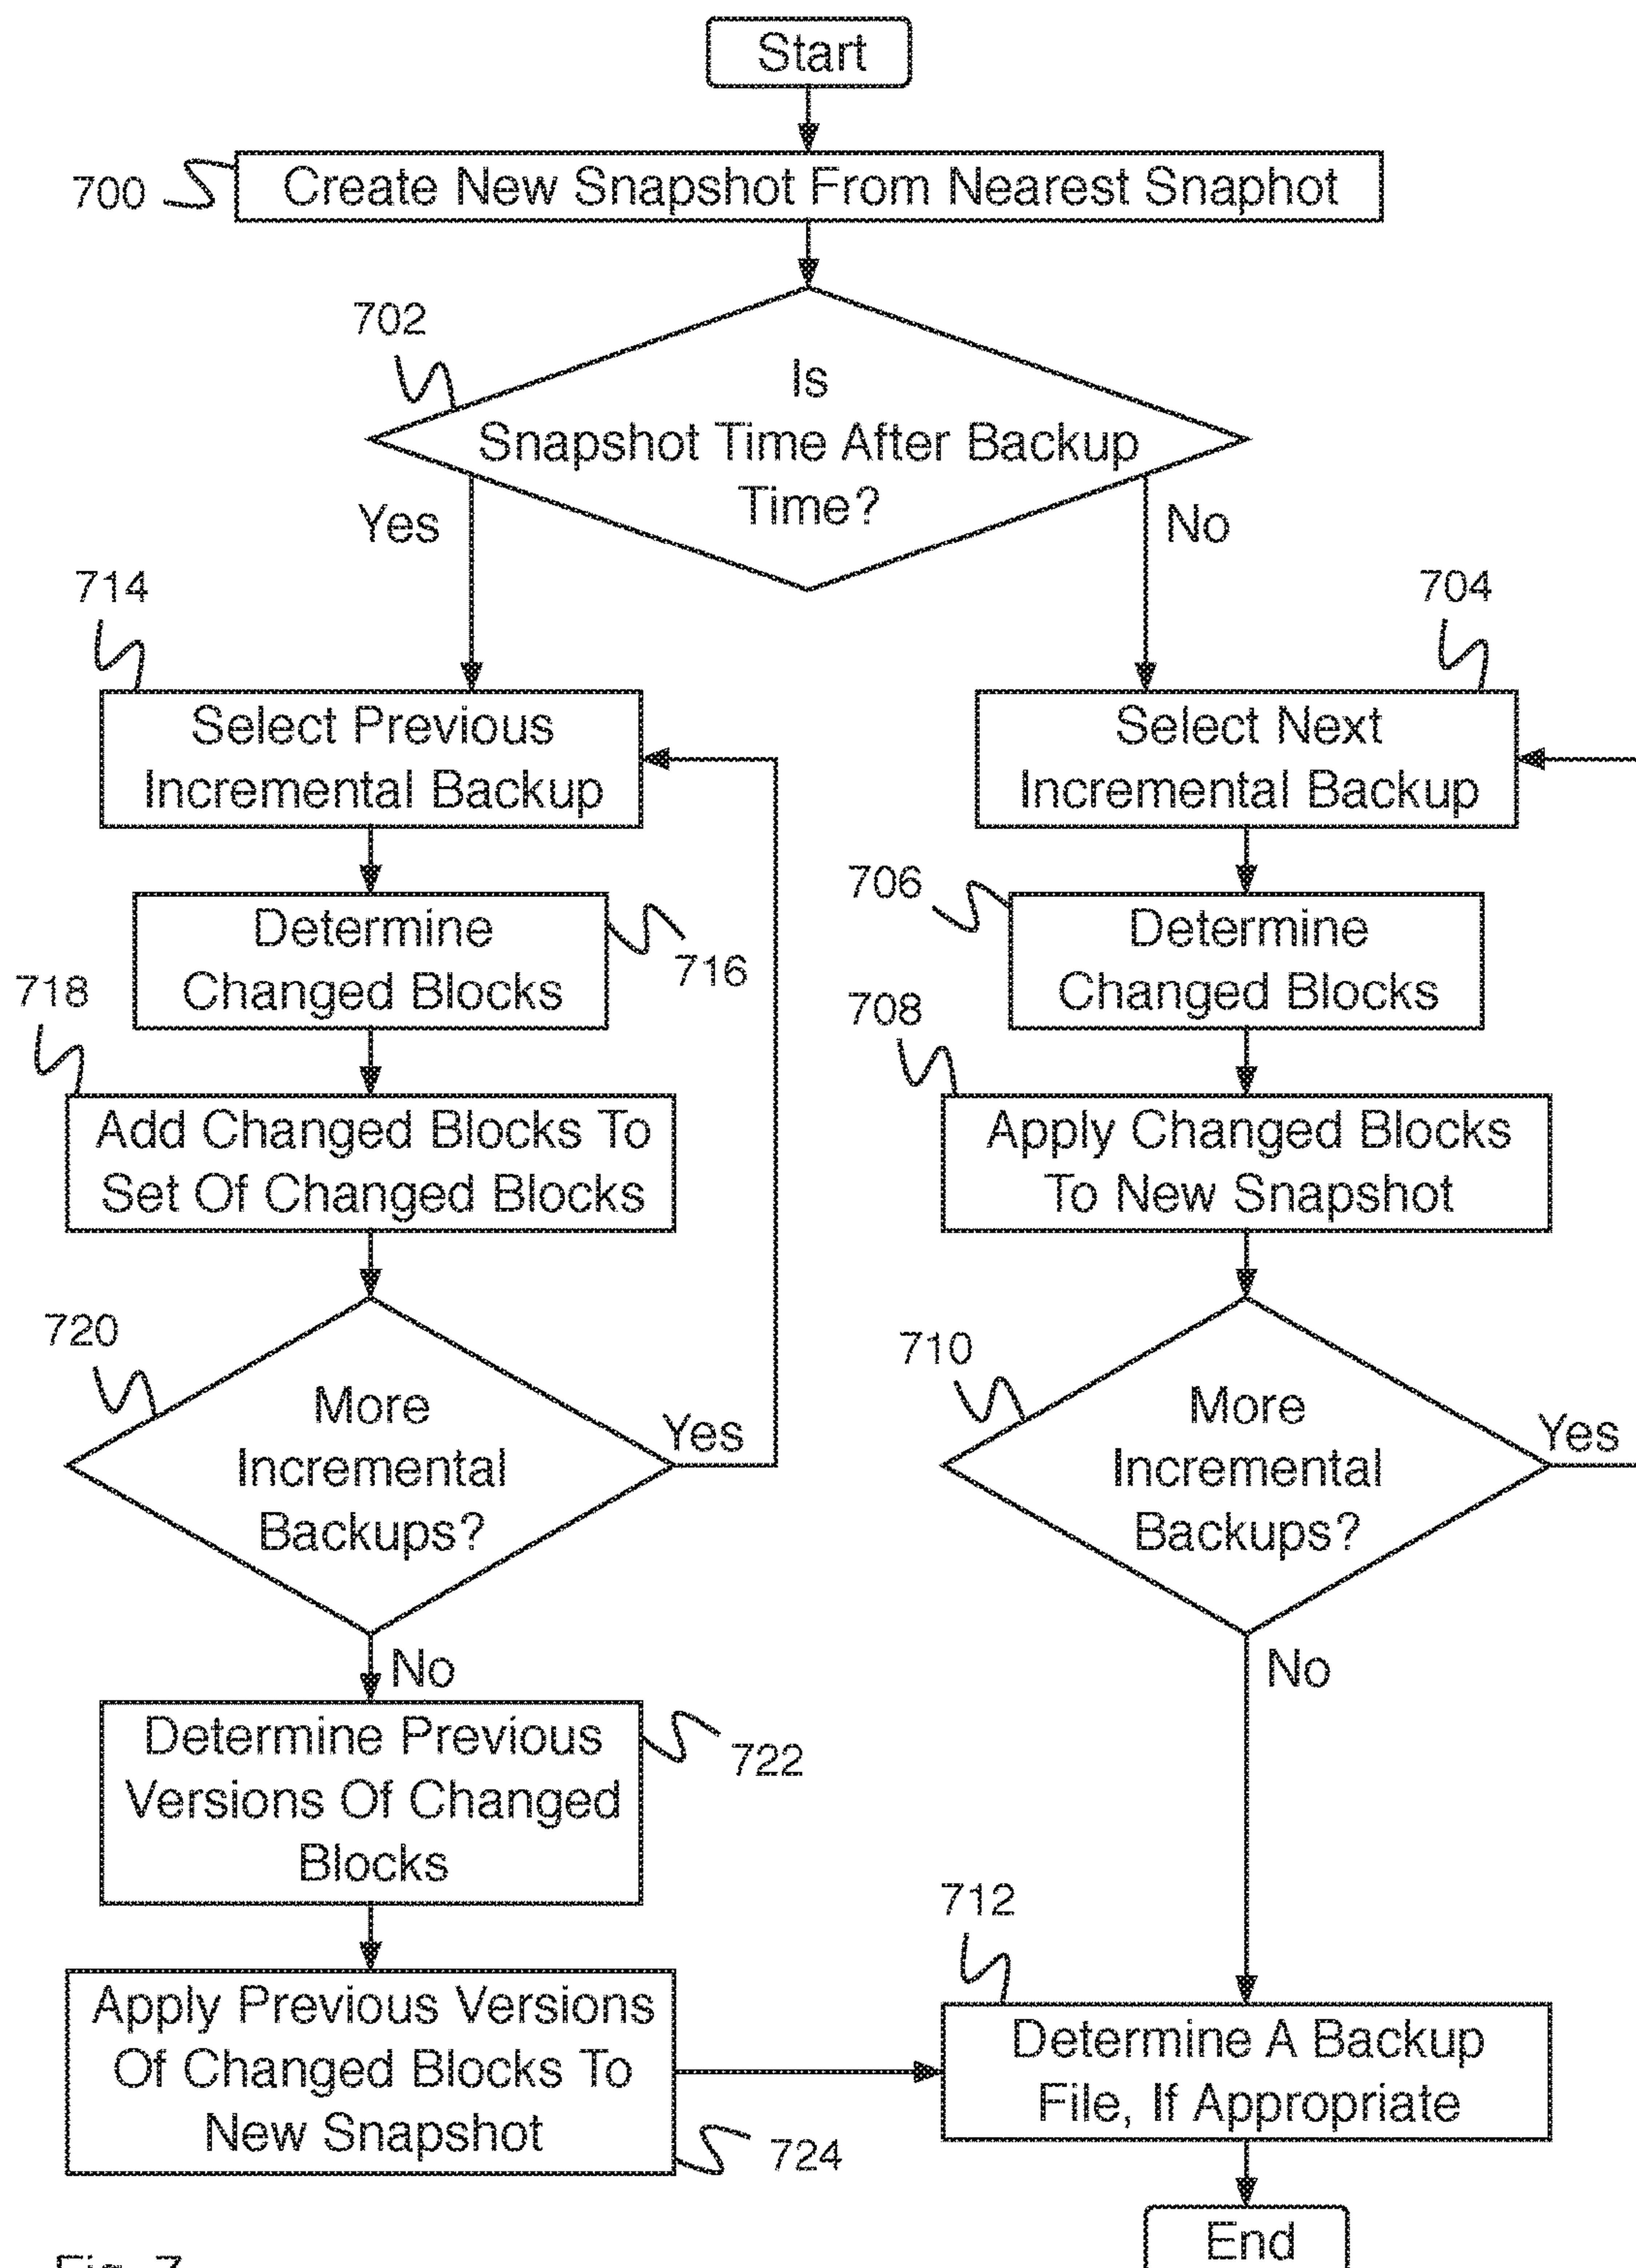 Start
700
Create New Snapshot From Nearest Snaphot
702
Is
Snapshot Time After Backup
Time?
Yes
No
714
704
Select Previous
Incremental Backup
Select Next
Incremental Backup
706
Determine
Changed Blocks
716
Determine
Changed Blocks
718
708
Add Changed Blocks To
Set Of Changed Blocks
Apply Changed Blocks
To New Snapshot
720
710
More
Incremental
Backups?
Yes
More
Incremental
Backups?
Yes
No
No
Determine Previous
Versions Of Changed
Blocks
722
712
Apply Previous Versions
Of Changed Blocks To
New Snapshot
724
Determine A Backup
File, If Appropriate
End
Fig. 7